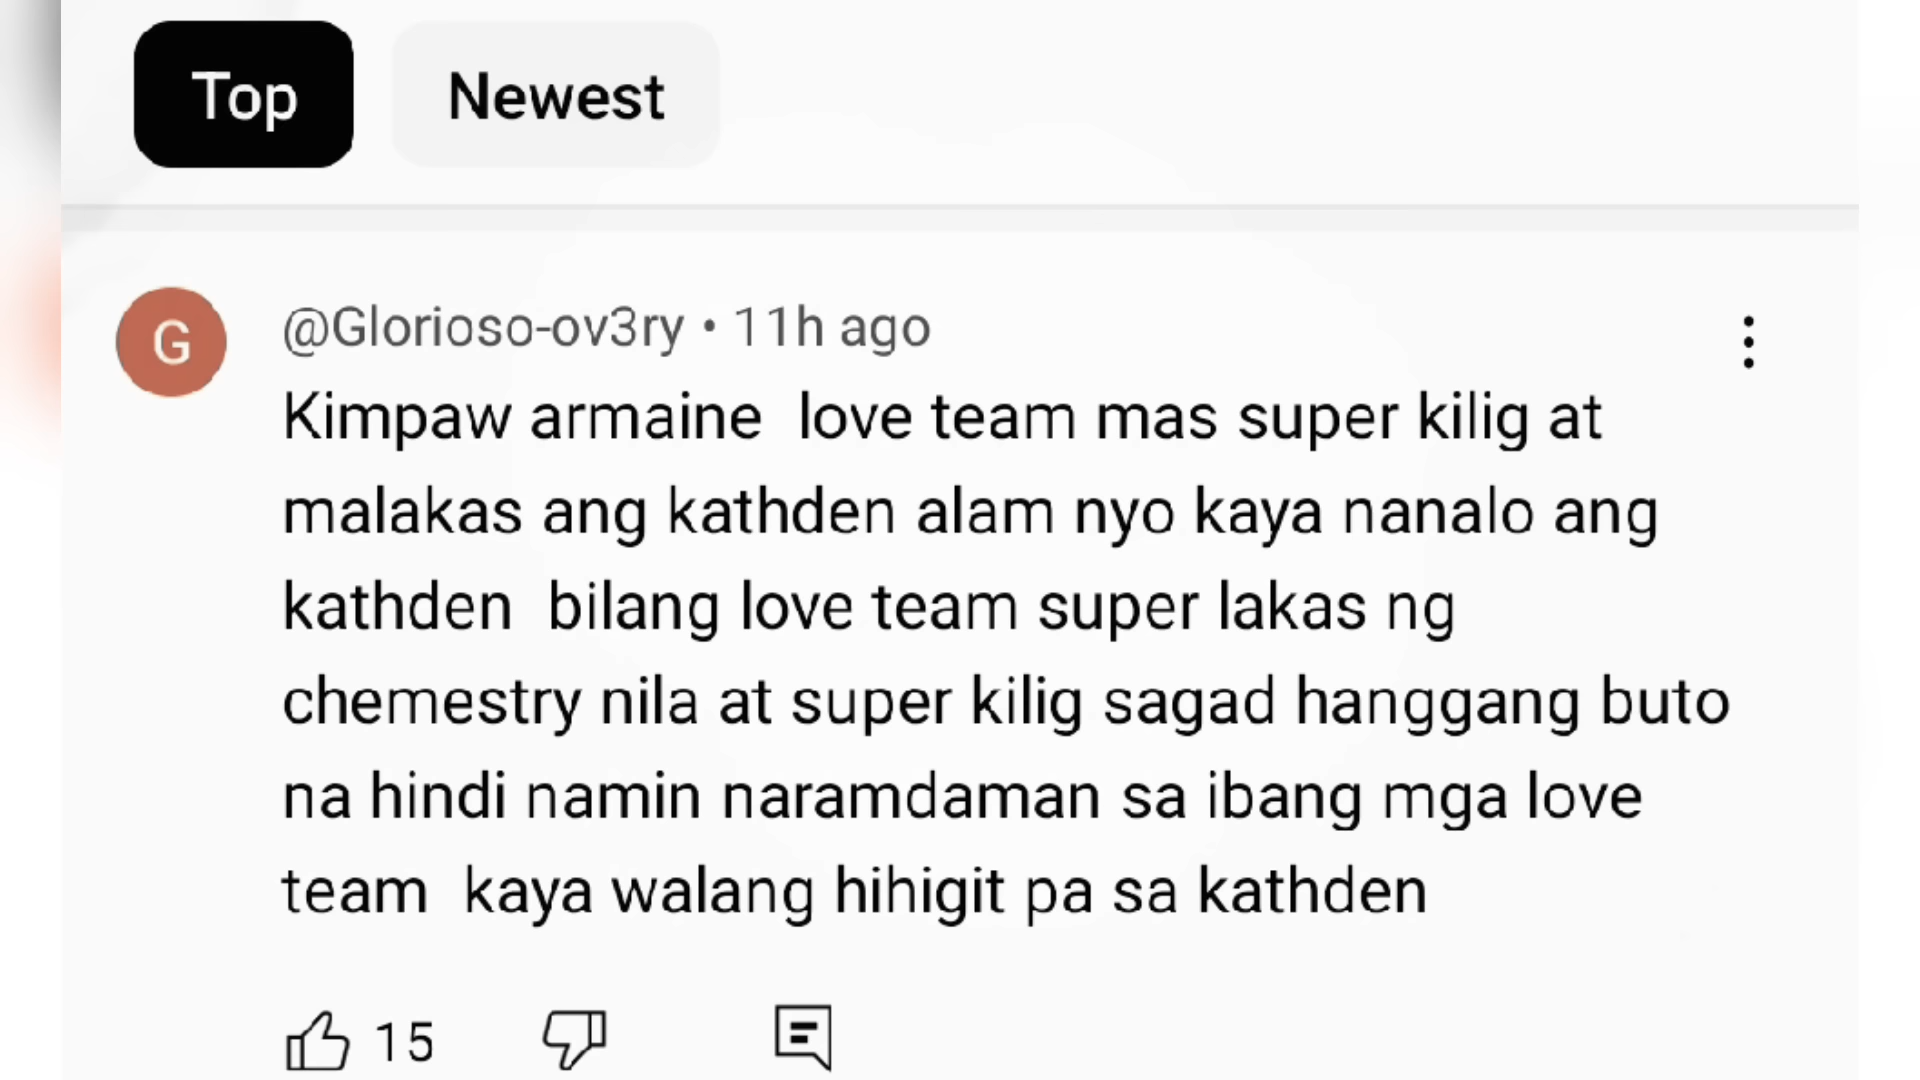 Top Newest
G @Glorioso-ov3ry • 11h ago
Kimpaw armaine love team mas super kilig at
malakas ang kathden alam nyo kaya nanalo ang
kathden bilang love team super lakas ng
chemestry nila at super kilig sagad hanggang buto
na hindi namin naramdaman sa ibang mga love
team kaya walang hihigit pa sa kathden
15